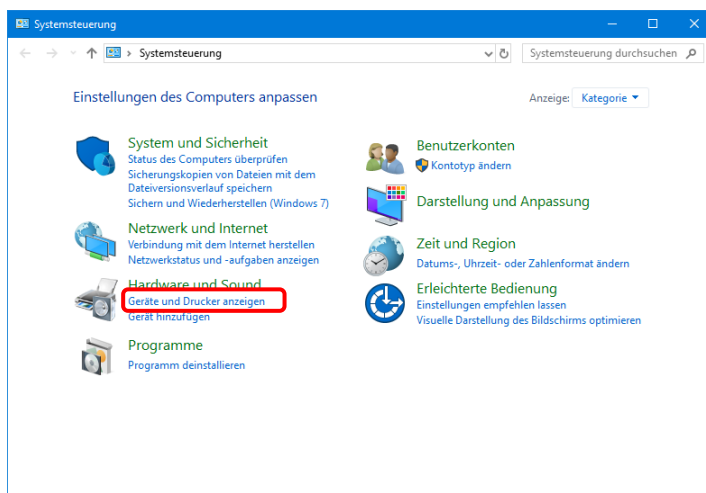 Systemsteuerung
Systemsteuerung
Systemsteuerung durchsuchen
Einstellungen des Computers anpassen
Anzeige: Kategorie
System und Sicherheit
Status des Computers überprüfen
Sicherungskopien von Dateien mit dem
Dateiversionsverlauf speichern
Sichern und Wiederherstellen (Windows 7)
Netzwerk und Internet
Verbindung mit dem Internet herstellen
Netzwerkstatus und -aufgaben anzeigen
Hardware und Sound
Geräte und Drucker anzeigen
Gerät hinzufügen
Programme
Programm deinstallieren
Benutzerkonten
Kontotyp ändern
Darstellung und Anpassung
Zeit und Region
Datums-, Uhrzeit- oder Zahlenformat ändern
Erleichterte Bedienung
Einstellungen empfehlen lassen
Visuelle Darstellung des Bildschirms optimieren